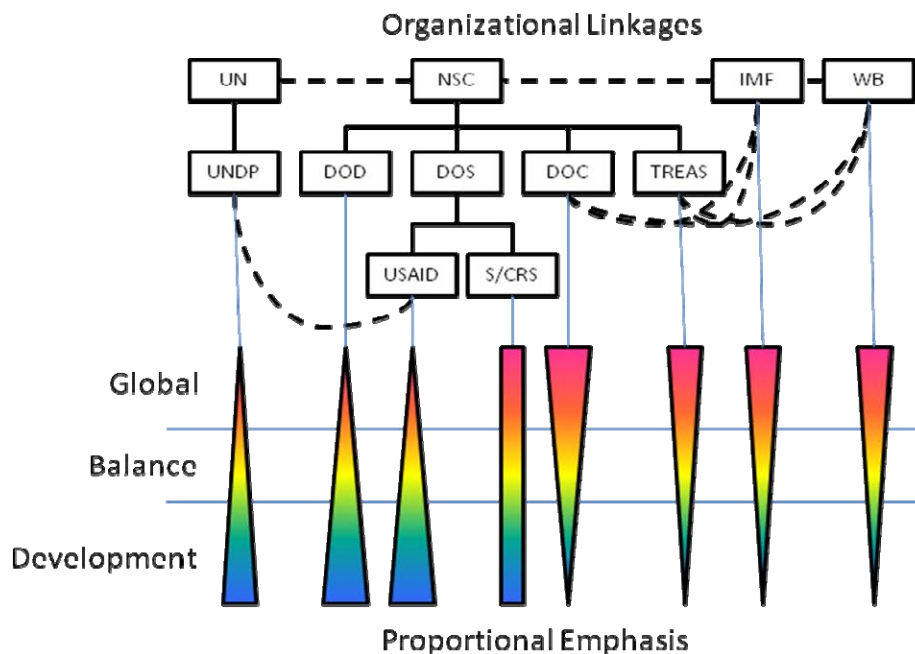 Organizational Linkages
UN
NSC
IMF
WB
UNDP
DOD
DOS
DOC
TREAS
USAID
S/CRS
Global
Balance
Development
Proportional Emphasis